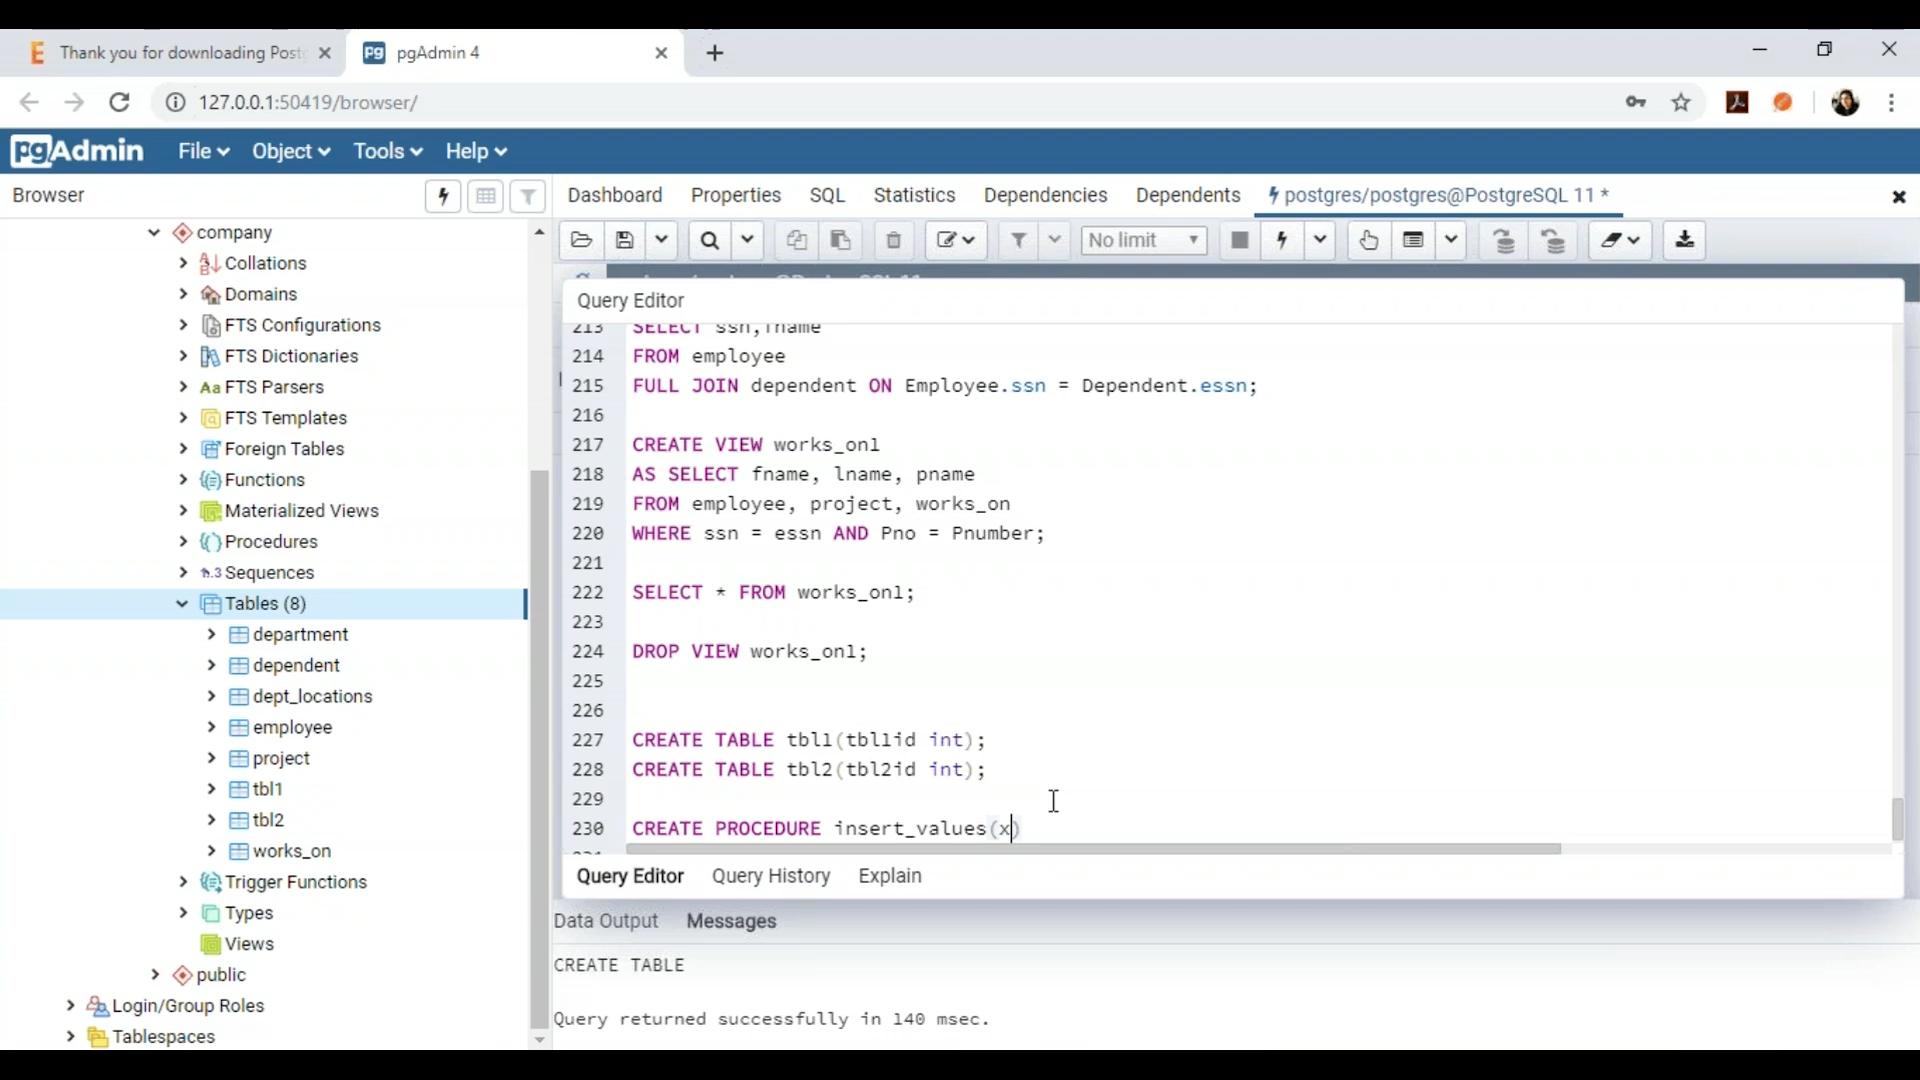 Thank you for downloading Post
pgAdmin 4
127.0.0.1:50419/browser/
pgAdmin
File
Object
Tools
Help
Browser
Dashboard
Properties
SQL
Statistics
Dependencies
Dependents
postgres/postgres@PostgreSQL 11 *
No limit
company
Collations
Domains
FTS Configurations
FTS Dictionaries
FTS Parsers
FTS Templates
Foreign Tables
Functions
Materialized Views
Procedures
Sequences
Tables (8)
department
dependent
dept_locations
employee
project
tbl1
tbl2
works_on
Trigger Functions
Types
Views
public
Login/Group Roles
Tablespaces
Query Editor
213 SELECT ssn,fname
214 FROM employee
215 FULL JOIN dependent ON Employee.ssn = Dependent.essn;
216
217 CREATE VIEW works_on1
218 AS SELECT fname, lname, pname
219 FROM employee, project, works_on
220 WHERE ssn = essn AND Pno = Pnumber;
221
222 SELECT * FROM works_on1;
223
224 DROP VIEW works_on1;
225
226
227 CREATE TABLE tbl1(tbl1id int);
228 CREATE TABLE tbl2(tbl2id int);
229
230 CREATE PROCEDURE insert_values(x)
Query Editor
Query History
Explain
Data Output
Messages
CREATE TABLE
Query returned successfully in 140 msec.